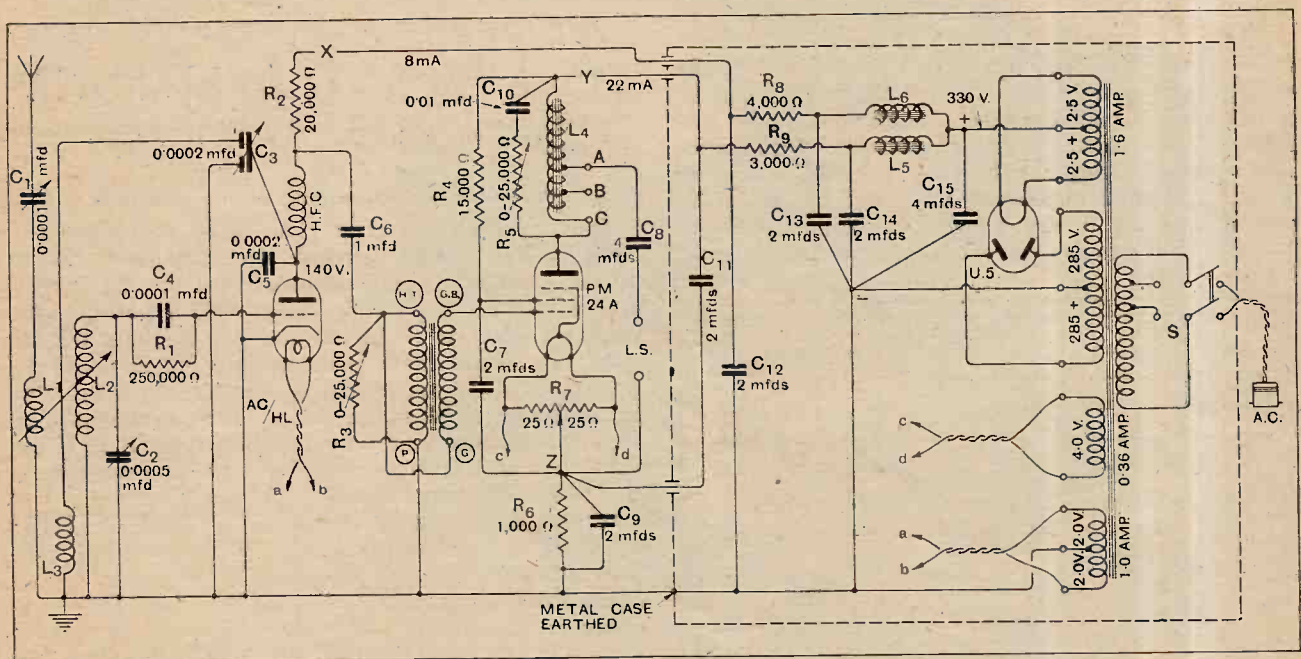 X
8mA
R2
20,000 Ω
C1
0.0001 mfd
0.0002 mfd
C3
H.F.C
C6
1 mfd
0.0002 mfd
C5
140 V.
C4
0.0001 mfd
R1
250,000 Ω
L1
L2
L3
C2
0.0005 mfd
AC/HL
a
b
R3
0-25,000 Ω
H.T.
G.B.
P
G
C10
0.01 mfd
Y
22 mA
L4
R4
15,000 Ω
R5
0-25,000 Ω
A
B
C
C8
4 mfds
PM
24 A
C7
2 mfds
L.S.
R7
25 Ω 25 Ω
c
d
Z
R6
1,000 Ω
C9
2 mfds
C11
2 mfds
C12
2 mfds
METAL CASE
EARTHED
R8
4,000 Ω
R9
3,000 Ω
L6
L5
+
330 V.
C13
2 mfds
C14
2 mfds
C15
4 mfds
U.5.
2.5 + 2.5 V
1.6 AMP.
285 + 285 V.
S
A.C.
c
d
4.0 V.
0.36 AMP.
a
b
2.0V. 2.0V.
1.0 AMP.